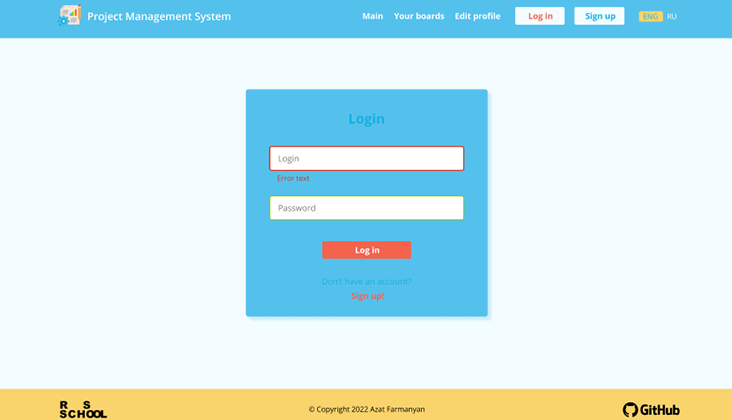 Project Management System
Main Your boards Edit profile Log in Sign up ENG RU
Login
Login
Error text
Password
Log in
Don't have an account?
Sign up!
RS
SCHOOL
© Copyright 2022 Azat Farmanyan
GitHub